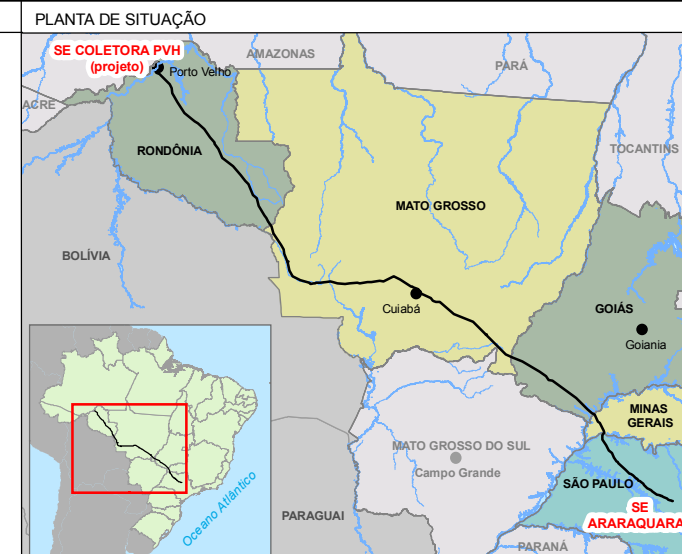 PLANTA DE SITUAÇÃO
SE COLETORA PVH
(projeto)
AMAZONAS
PARÁ
Porto Velho
ACRE
RONDÔNIA
TOCANTINS
MATO GROSSO
BOLÍVIA
Cuiabá
GOIÁS
Goiania
MINAS
GERAIS
MATO GROSSO DO SUL
Campo Grande
SÃO PAULO
SE
ARARAQUARA
Oceano Atlântico
PARAGUAI
PARANÁ